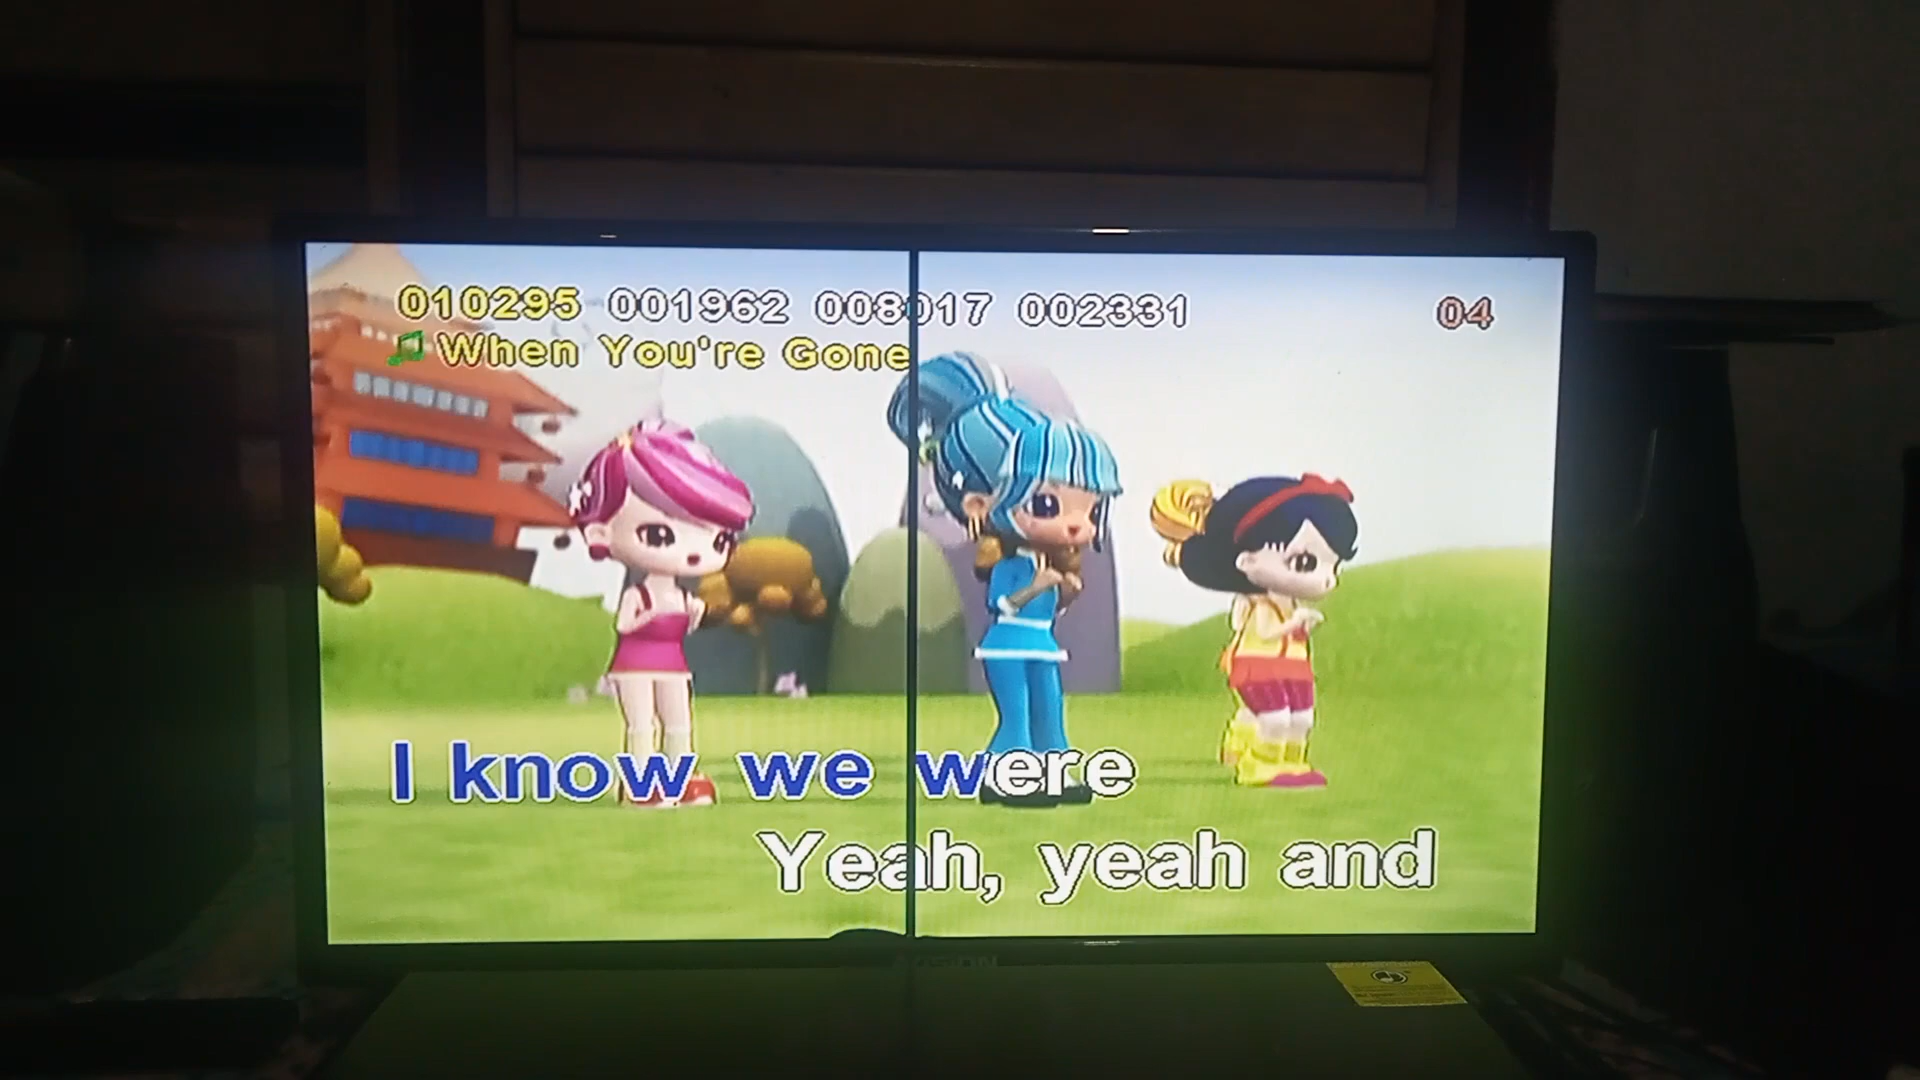 010295 001962 008017 002331 04
When You're Gone
I know we were
Yeah, yeah and